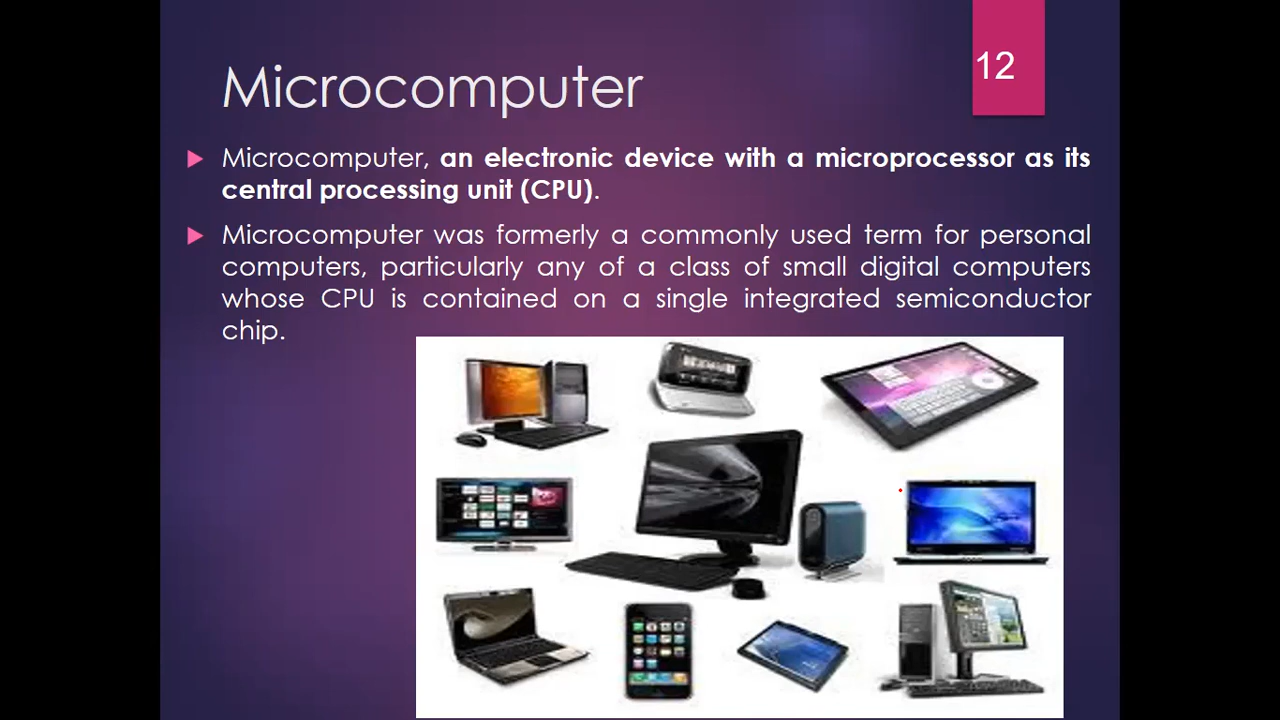 12
Microcomputer
Microcomputer, an electronic device with a microprocessor as its
central processing unit (CPU).
Microcomputer was formerly a commonly used term for personal
computers, particularly any of a class of small digital computers
whose CPU is contained on a single integrated semiconductor
chip.